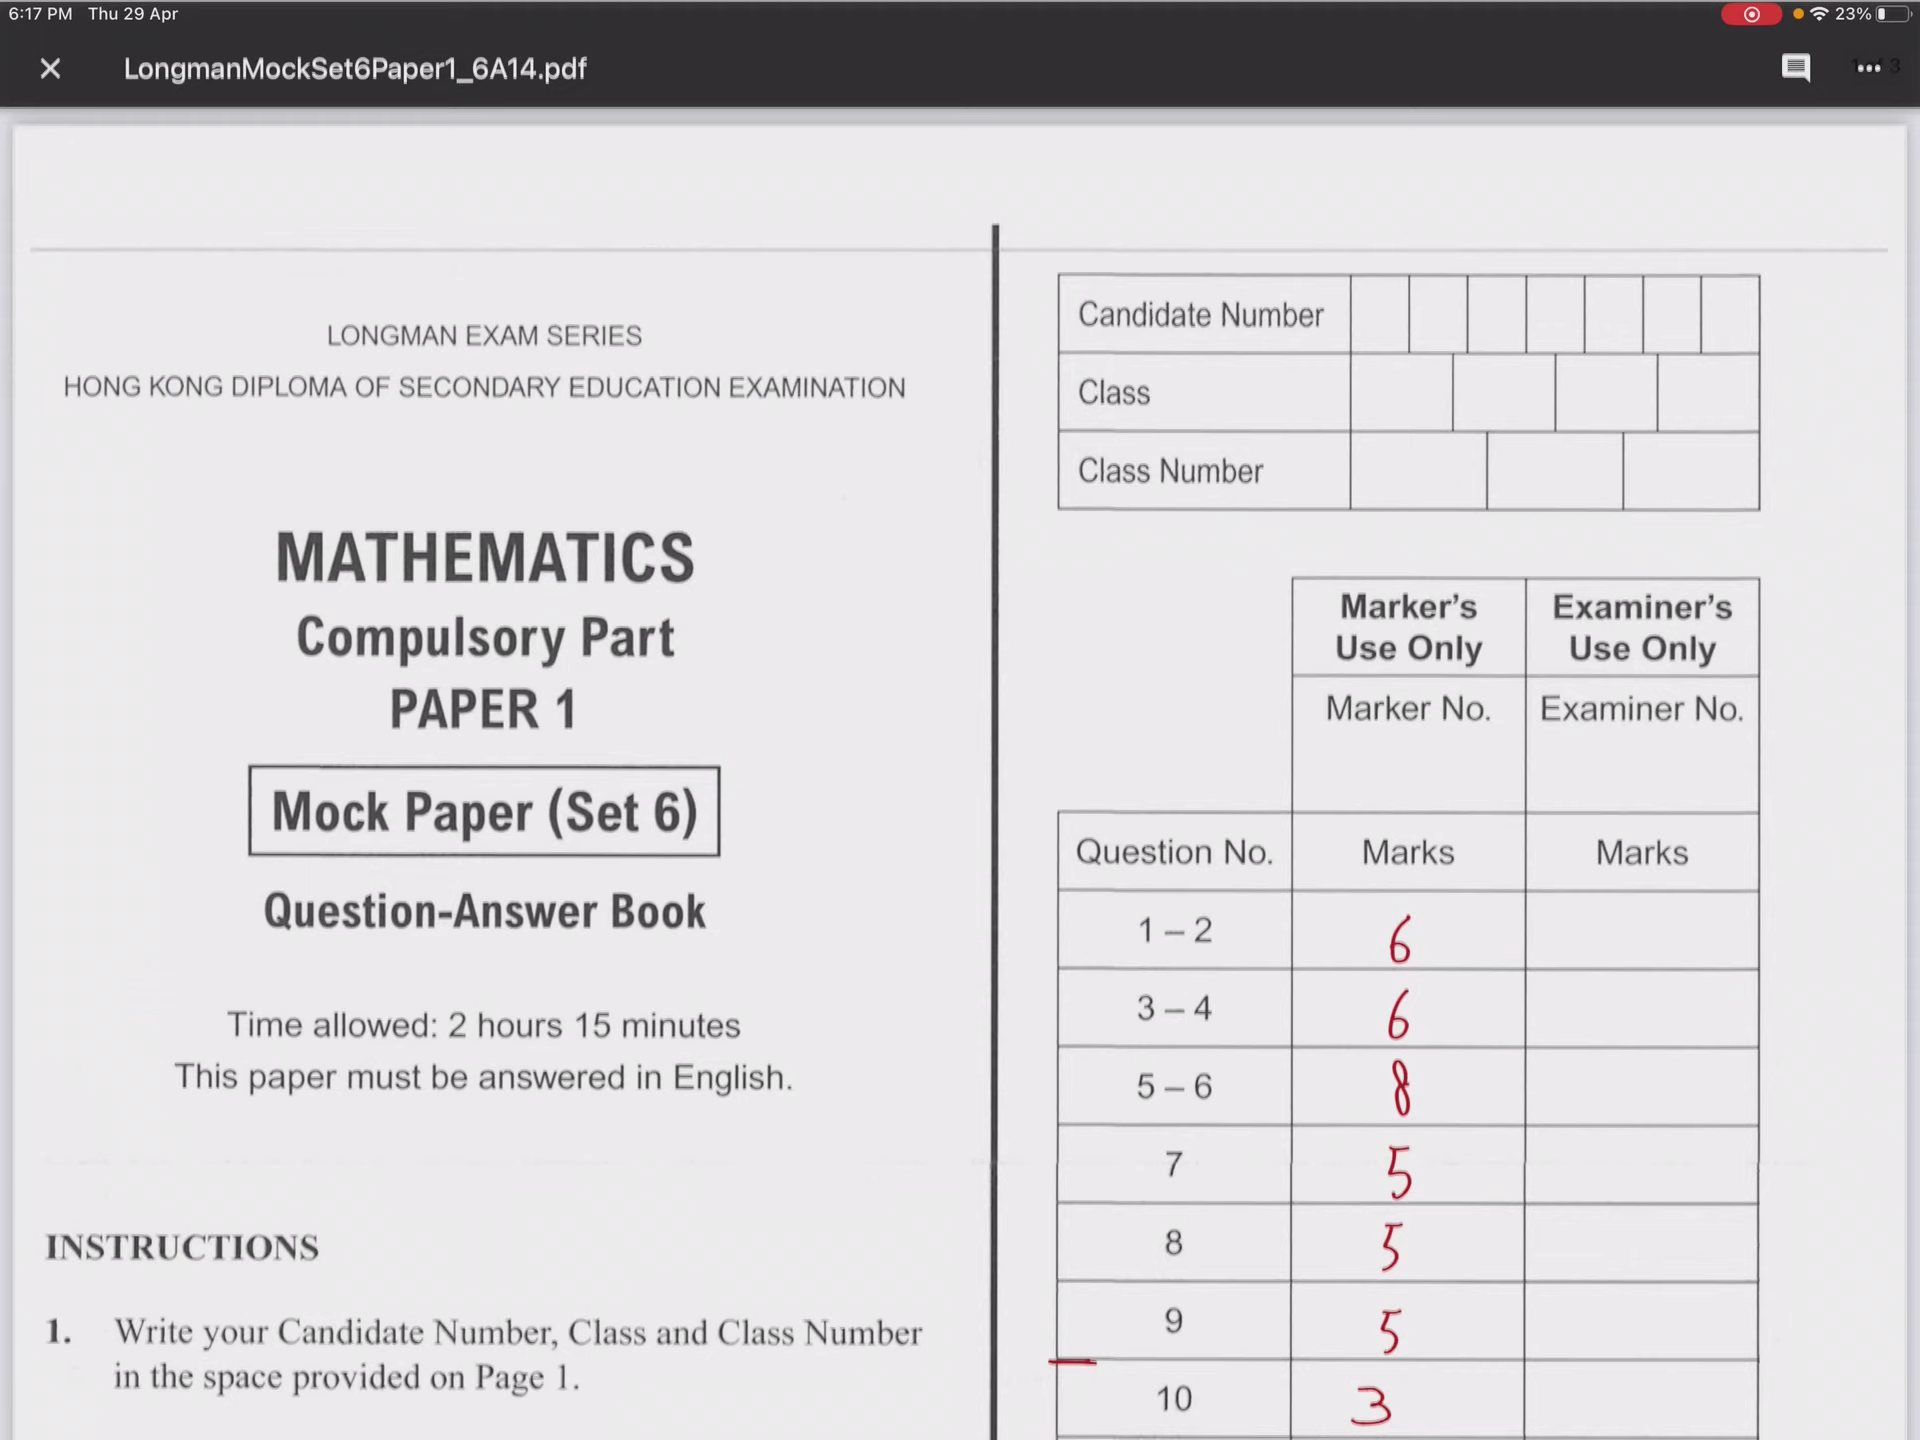 6:17 PM Thu 29 Apr 23%
LongmanMockSet6Paper1_6A14.pdf
LONGMAN EXAM SERIES
HONG KONG DIPLOMA OF SECONDARY EDUCATION EXAMINATION
MATHEMATICS
Compulsory Part
PAPER 1
Mock Paper (Set 6)
Question-Answer Book
Time allowed: 2 hours 15 minutes
This paper must be answered in English.
INSTRUCTIONS
1. Write your Candidate Number, Class and Class Number
in the space provided on Page 1.
Candidate Number
Class
Class Number
Marker's Use Only Examiner's Use Only
Marker No. Examiner No.
Question No. Marks Marks
1 – 2 6
3 – 4 6
5 – 6 8
7 5
8 5
9 5
10 3